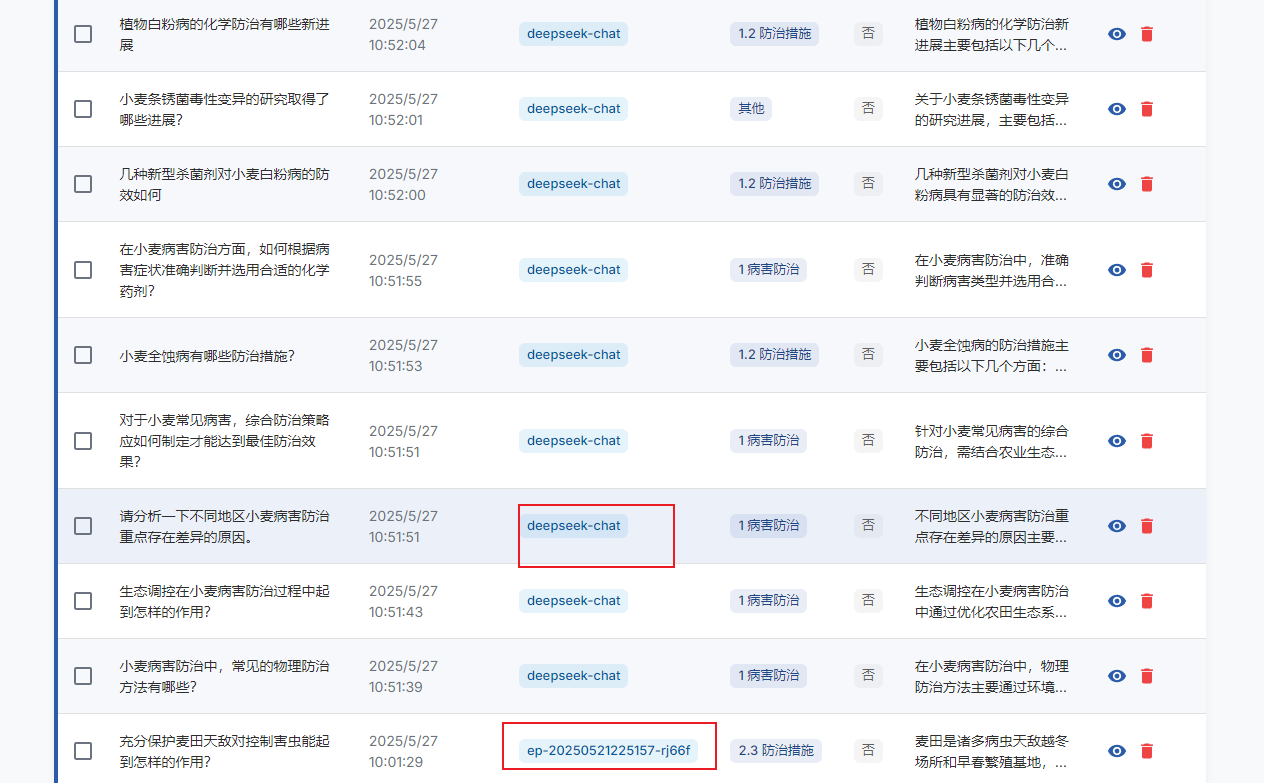 植物白粉病的化学防治有哪些新进
展
2025/5/27
10:52:04
deepseek-chat
1.2 防治措施
否
植物白粉病的化学防治新
进展主要包括以下几个...
小麦条锈菌毒性变异的研究取得了
哪些进展？
2025/5/27
10:52:01
deepseek-chat
其他
否
关于小麦条锈菌毒性变异
的研究进展，主要包括...
几种新型杀菌剂对小麦白粉病的防
效如何
2025/5/27
10:52:00
deepseek-chat
1.2 防治措施
否
几种新型杀菌剂对小麦白
粉病具有显著的防治效...
在小麦病害防治方面，如何根据病
害症状准确判断并选用合适的化学
药剂？
2025/5/27
10:51:55
deepseek-chat
1 病害防治
否
在小麦病害防治中，准确
判断病害类型并选用合...
小麦全蚀病有哪些防治措施？
2025/5/27
10:51:53
deepseek-chat
1.2 防治措施
否
小麦全蚀病的防治措施主
要包括以下几个方面：...
对于小麦常见病害，综合防治策略
应如何制定才能达到最佳防治效
果？
2025/5/27
10:51:51
deepseek-chat
1 病害防治
否
针对小麦常见病害的综合
防治，需结合农业生态...
请分析一下不同地区小麦病害防治
重点存在差异的原因。
2025/5/27
10:51:51
deepseek-chat
1 病害防治
否
不同地区小麦病害防治重
点存在差异的原因主要...
生态调控在小麦病害防治过程中起
到怎样的作用？
2025/5/27
10:51:43
deepseek-chat
1 病害防治
否
生态调控在小麦病害防治
中通过优化农田生态系...
小麦病害防治中，常见的物理防治
方法有哪些？
2025/5/27
10:51:39
deepseek-chat
1 病害防治
否
在小麦病害防治中，物理
防治方法主要通过环境...
充分保护麦田天敌对控制害虫能起
到怎样的作用？
2025/5/27
10:01:29
ep-20250521225157-rj66f
2.3 防治措施
否
麦田是诸多病虫天敌越冬
场所和早春繁殖基地，...